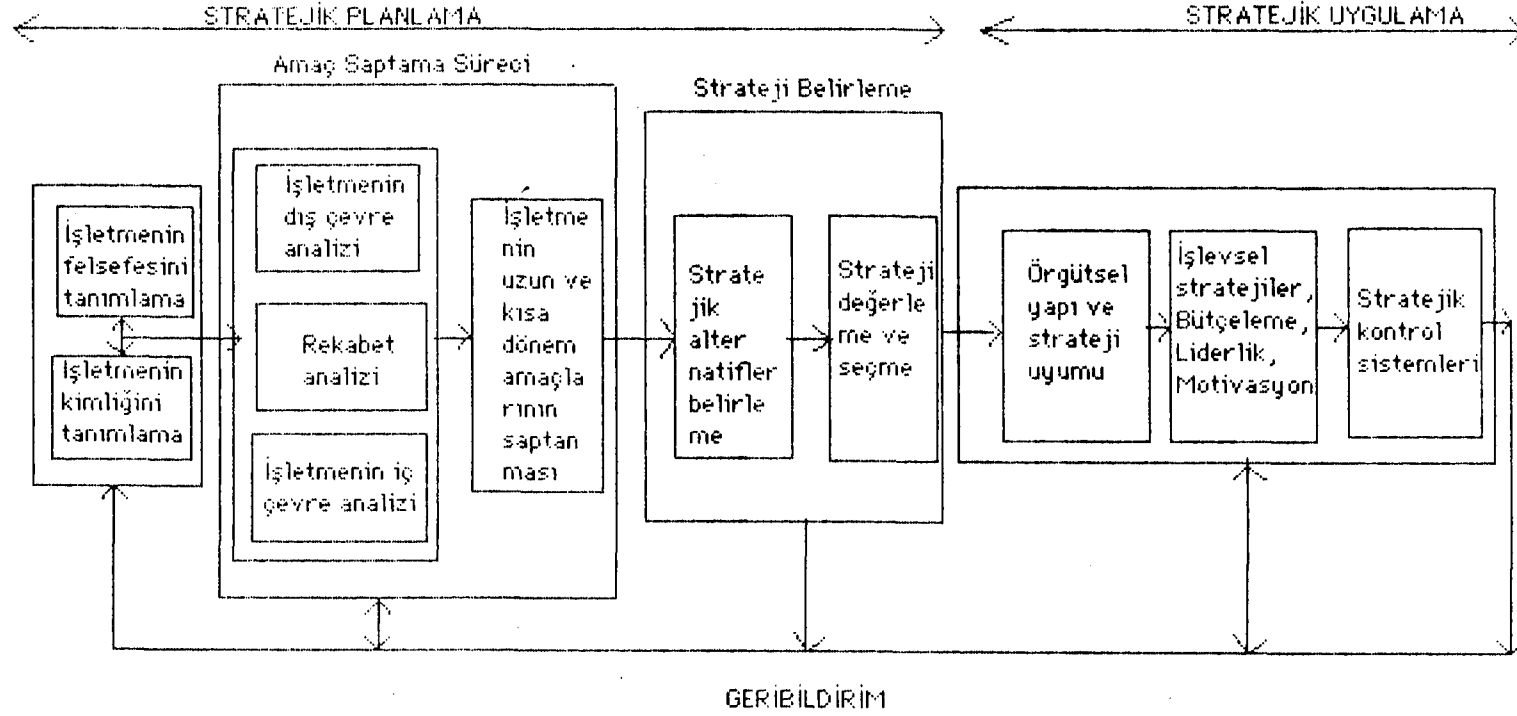 STRATEJİK PLANLAMA
STRATEJİK UYGULAMA
Amaç Saptama Süreci
Strateji Belirleme
İşletmenin
felsefesini
tanımlama
İşletmenin
kimliğini
tanımlama
İşletmenin
dış çevre
analizi
Rekabet
analizi
İşletmenin iç
çevre analizi
İşletme
nin
uzun ve
kısa
dönem
amaçla
rının
saptan
ması
Strate
jik
alter
natifler
belirle
me
Strateji
değerle
me ve
seçme
Örgütsel
yapı ve
strateji
uyumu
İşlevsel
stratejiler,
Bütçeleme,
Liderlik,
Motivasyon
Stratejik
kontrol
sistemleri
GERİBİLDİRİM